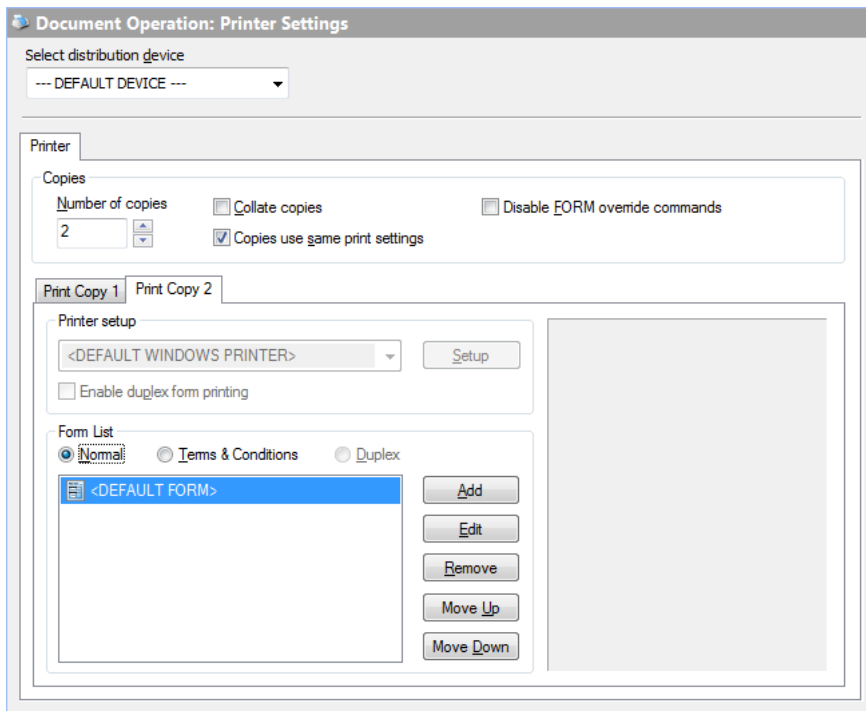 Document Operation: Printer Settings
Select distribution device
--- DEFAULT DEVICE ---
Printer
Copies
Number of copies
Collate copies
Disable FORM override commands
2
Copies use same print settings
Print Copy 1
Print Copy 2
Printer setup
<DEFAULT WINDOWS PRINTER>
Setup
Enable duplex form printing
Form List
Normal
Terms & Conditions
Duplex
<DEFAULT FORM>
Add
Edit
Remove
Move Up
Move Down